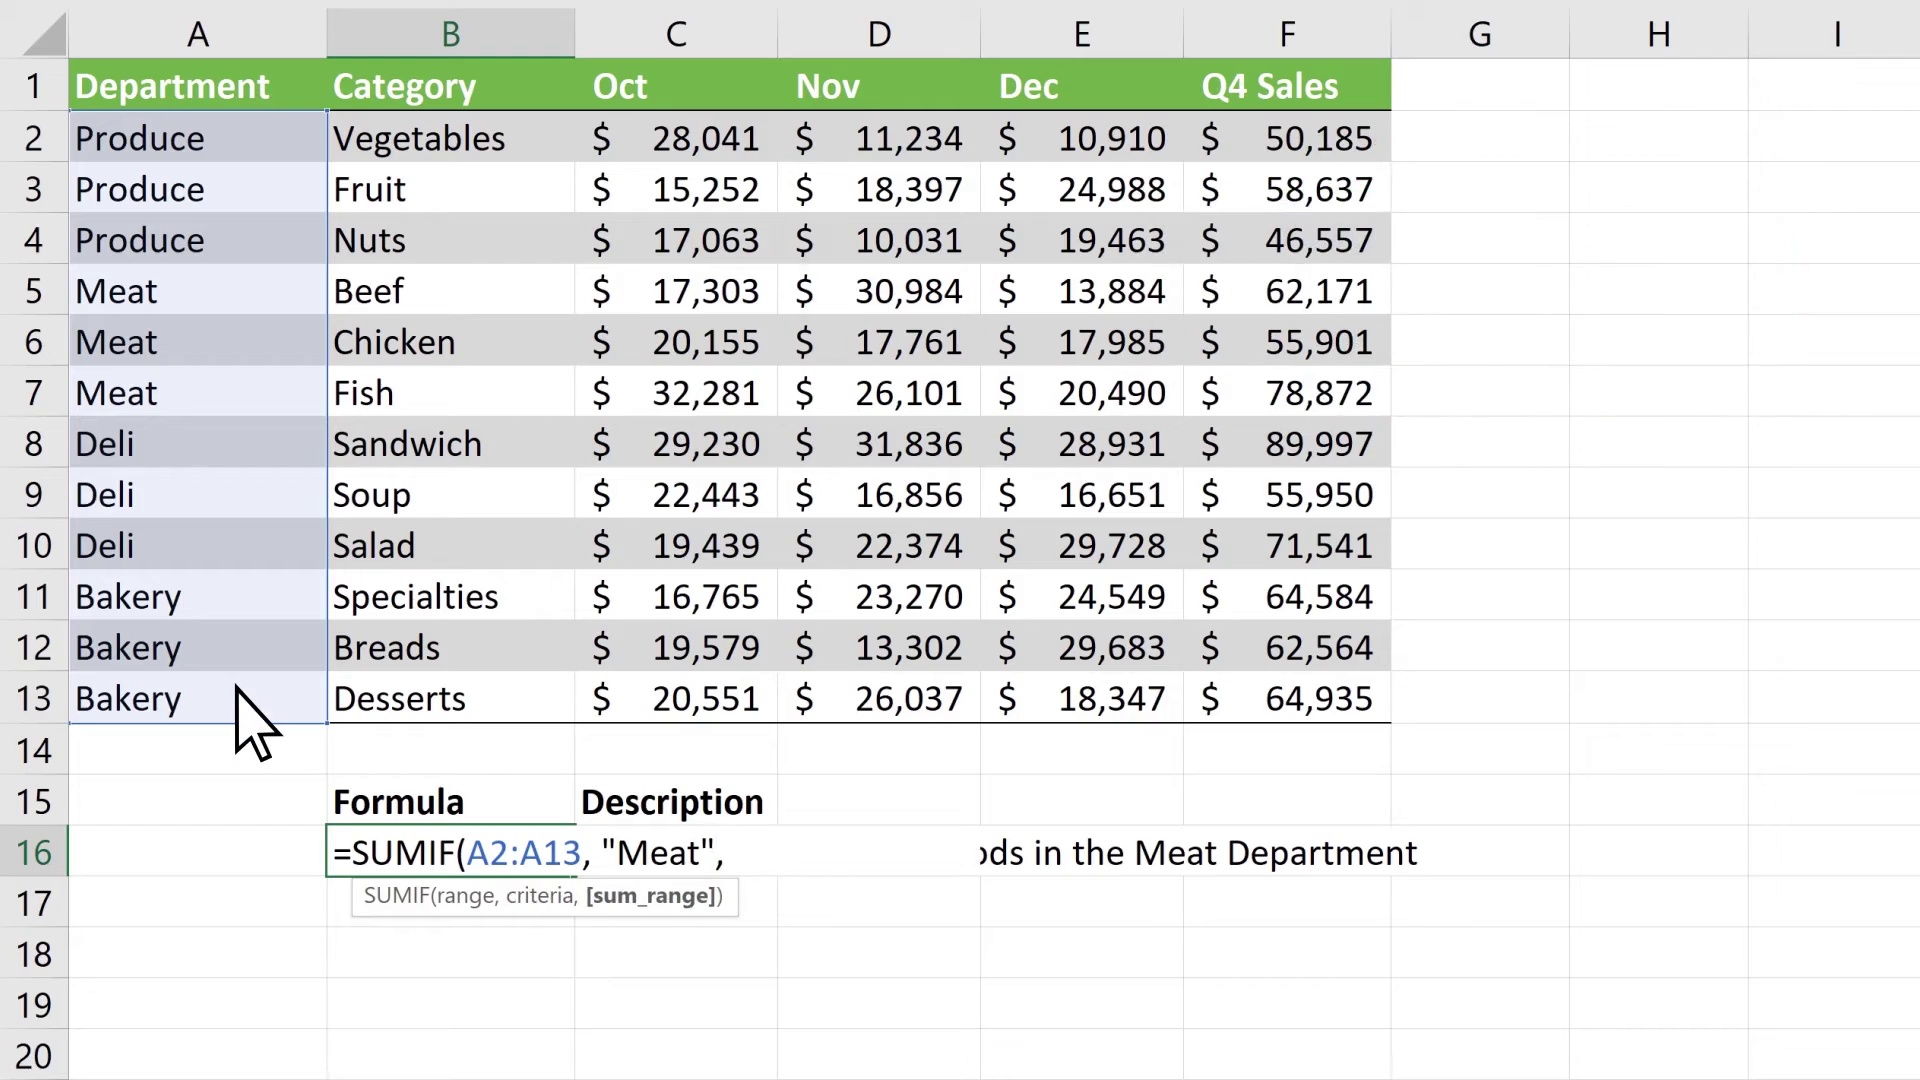 A B C D E F G H I
1 Department Category Oct Nov Dec Q4 Sales
2 Produce Vegetables $ 28,041 $ 11,234 $ 10,910 $ 50,185
3 Produce Fruit $ 15,252 $ 18,397 $ 24,988 $ 58,637
4 Produce Nuts $ 17,063 $ 10,031 $ 19,463 $ 46,557
5 Meat Beef $ 17,303 $ 30,984 $ 13,884 $ 62,171
6 Meat Chicken $ 20,155 $ 17,761 $ 17,985 $ 55,901
7 Meat Fish $ 32,281 $ 26,101 $ 20,490 $ 78,872
8 Deli Sandwich $ 29,230 $ 31,836 $ 28,931 $ 89,997
9 Deli Soup $ 22,443 $ 16,856 $ 16,651 $ 55,950
10 Deli Salad $ 19,439 $ 22,374 $ 29,728 $ 71,541
11 Bakery Specialties $ 16,765 $ 23,270 $ 24,549 $ 64,584
12 Bakery Breads $ 19,579 $ 13,302 $ 29,683 $ 62,564
13 Bakery Desserts $ 20,551 $ 26,037 $ 18,347 $ 64,935
14
15 Formula Description
16 =SUMIF(A2:A13, "Meat", in the Meat Department
SUMIF(range, criteria, [sum_range])
17
18
19
20